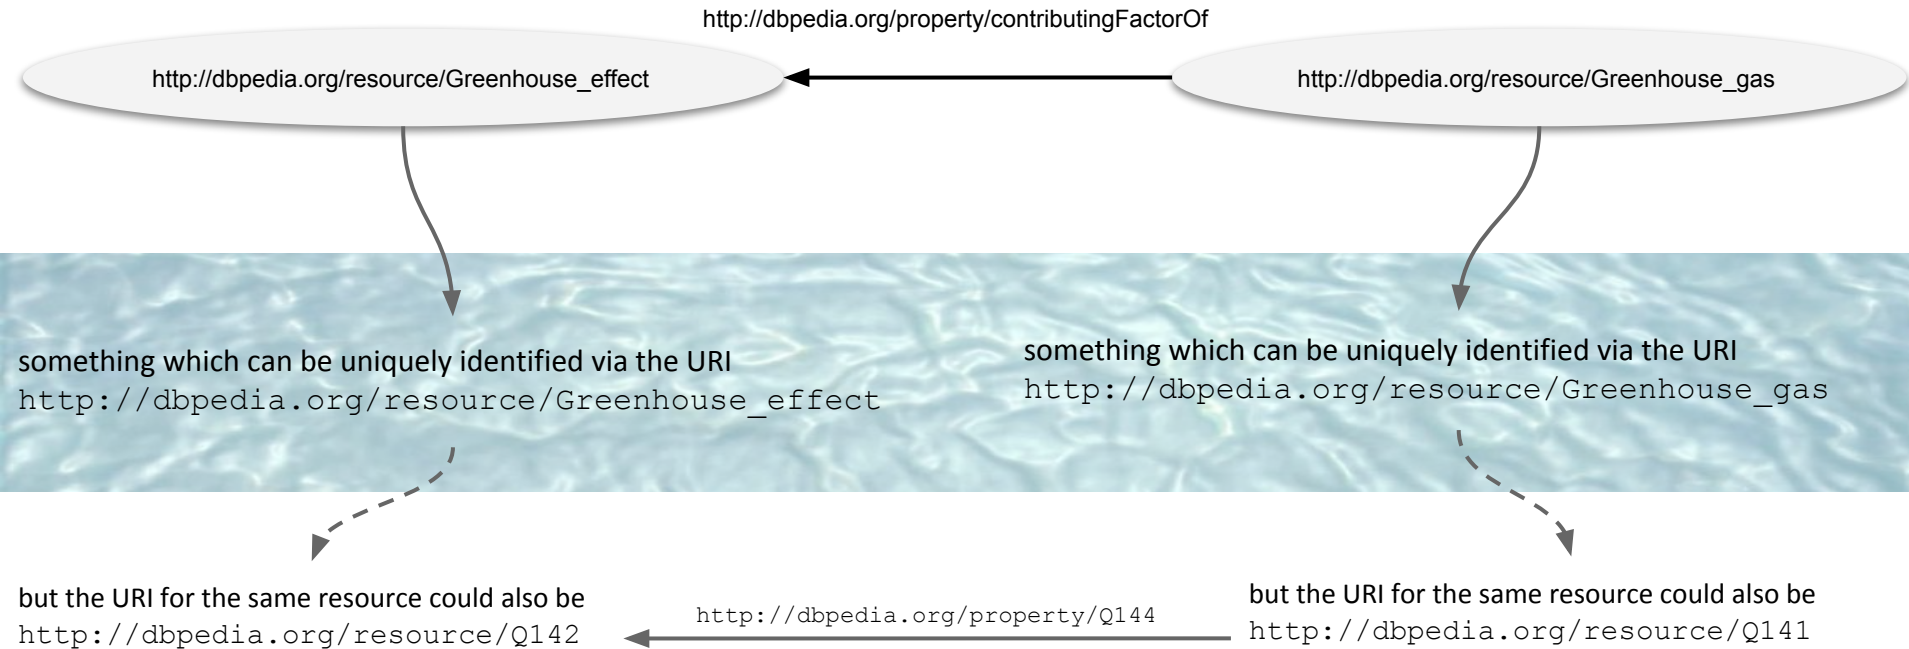 http://dbpedia.org/property/contributingFactorOf
http://dbpedia.org/resource/Greenhouse_effect
http://dbpedia.org/resource/Greenhouse_gas
something which can be uniquely identified via the URI
http://dbpedia.org/resource/Greenhouse_effect
something which can be uniquely identified via the URI
http://dbpedia.org/resource/Greenhouse_gas
but the URI for the same resource could also be
http://dbpedia.org/resource/Q142
http://dbpedia.org/property/Q144
but the URI for the same resource could also be
http://dbpedia.org/resource/Q141